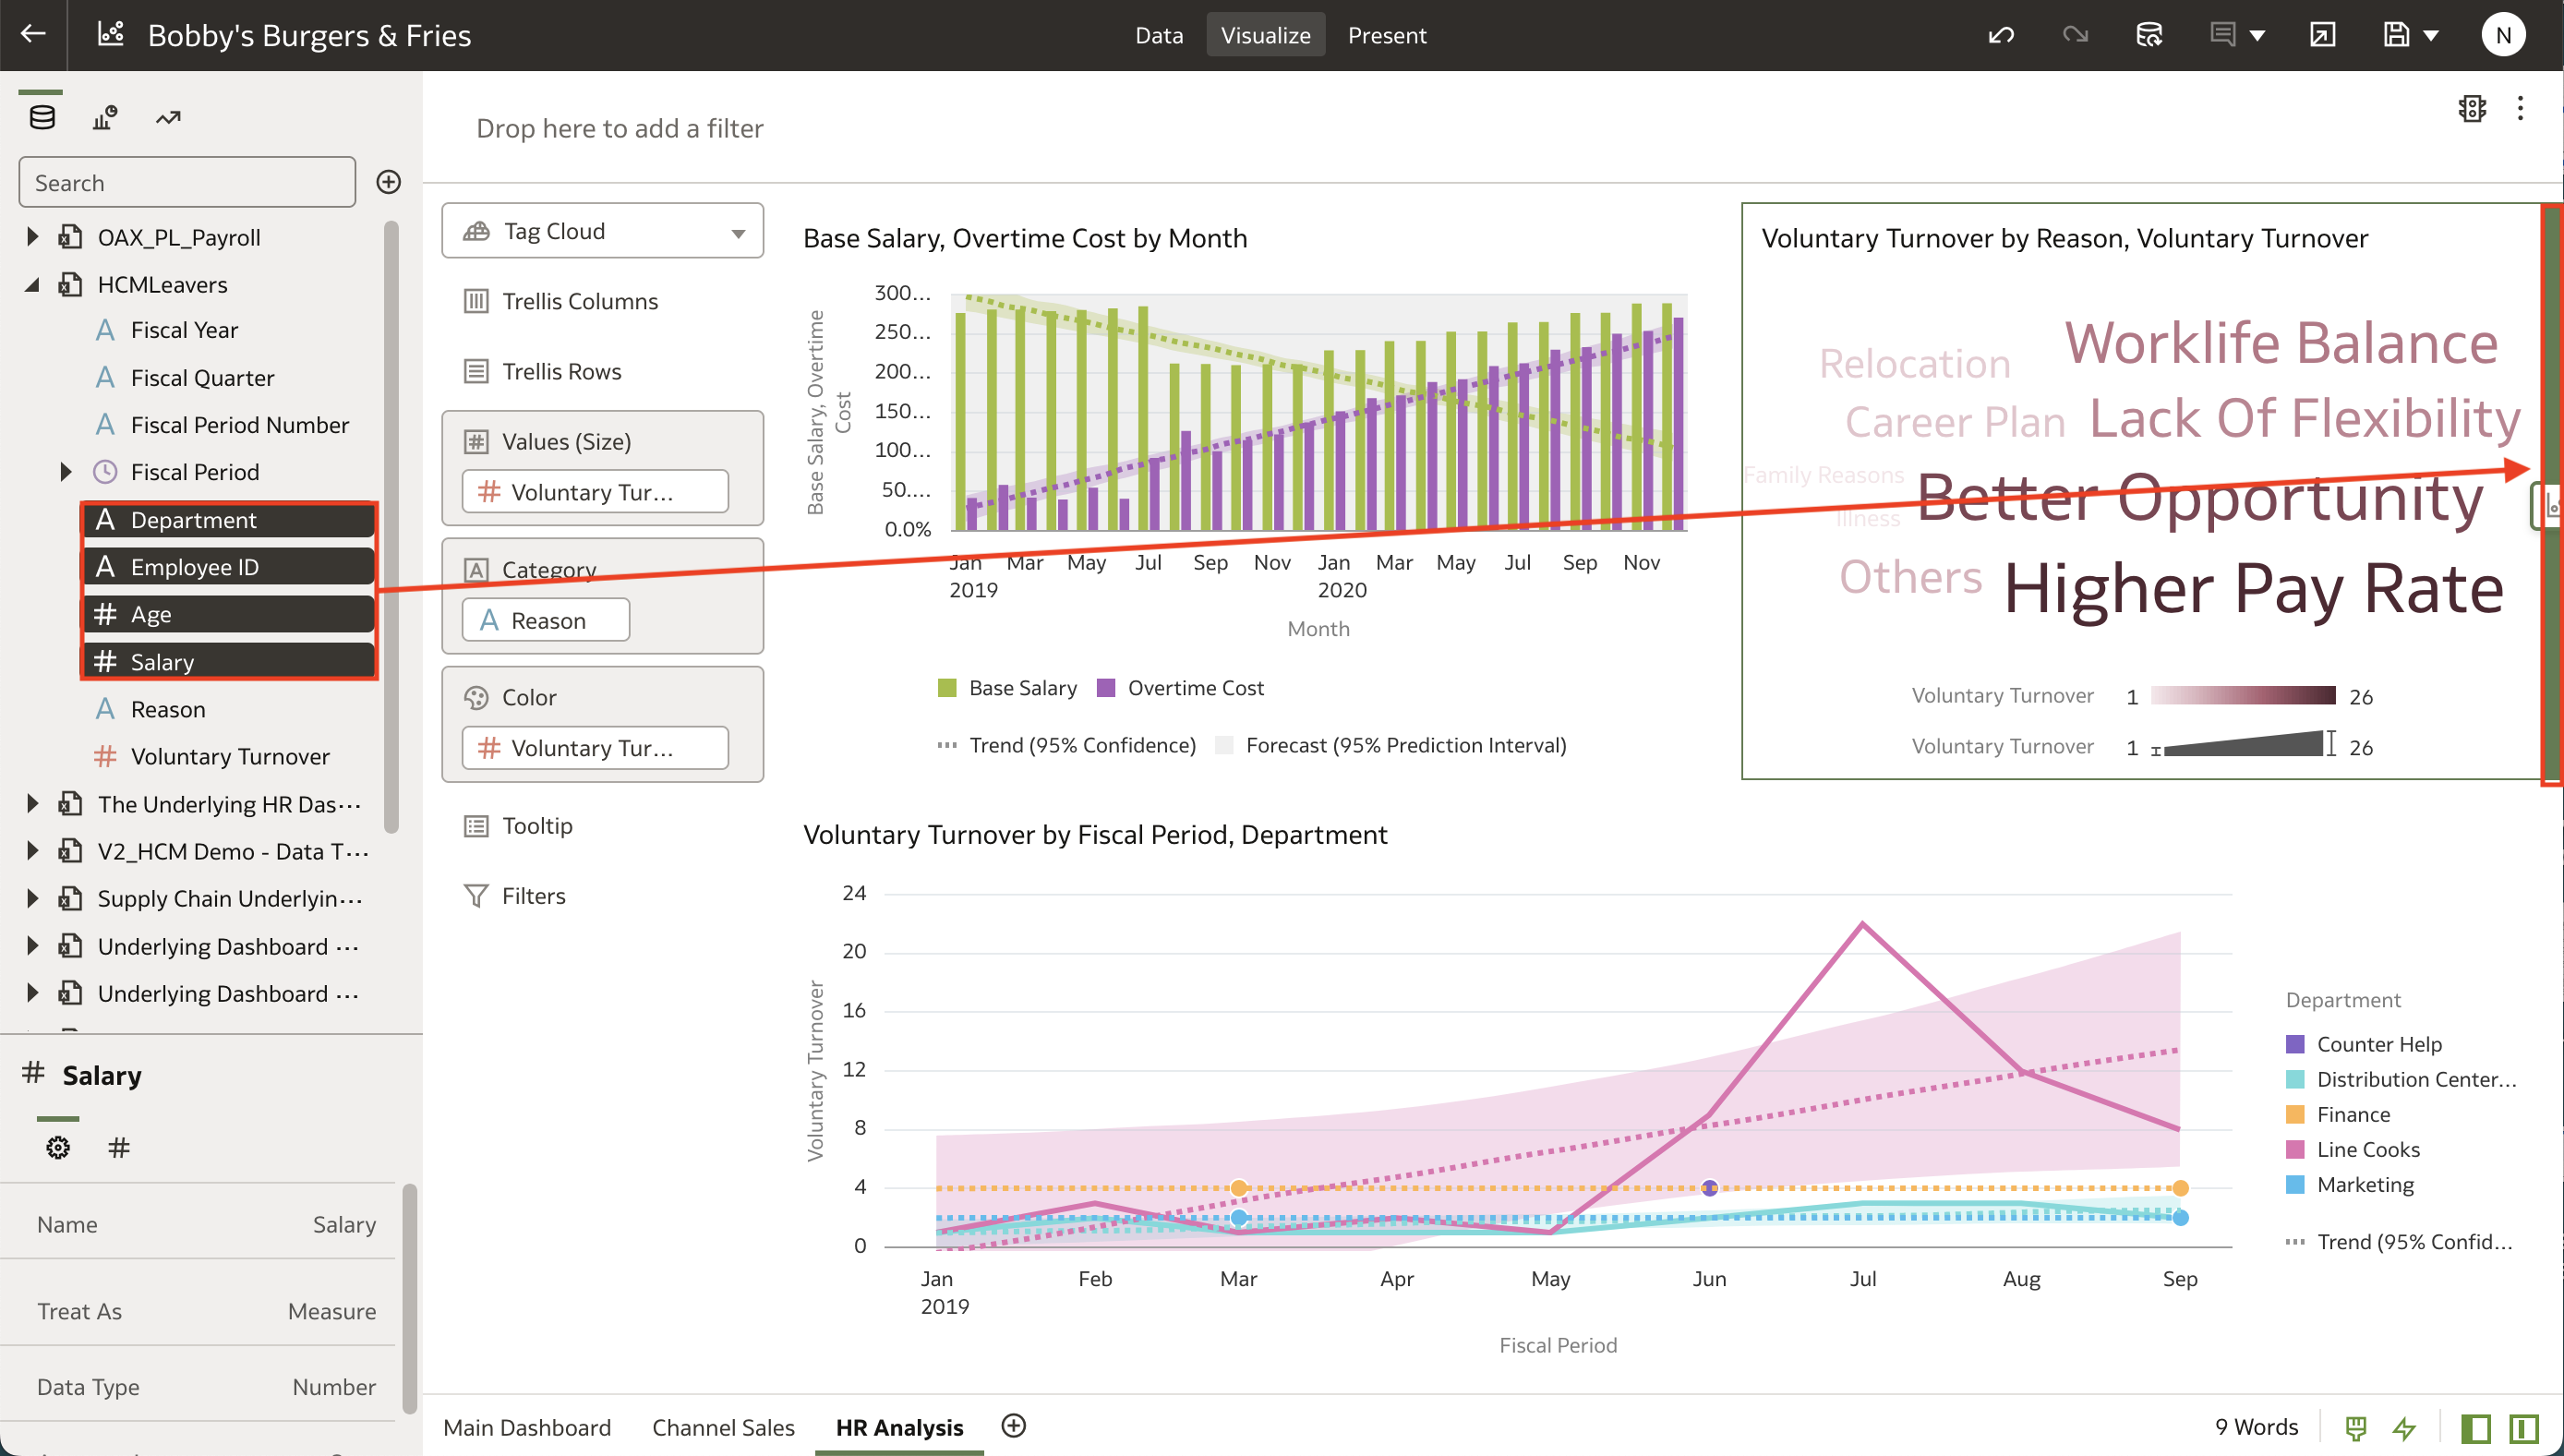 Bobby's Burgers & Fries
Data
Visualize
Present
N
Search
OAX_PL_Payroll
HCMLeavers
Fiscal Year
Fiscal Quarter
Fiscal Period Number
Fiscal Period
Department
Employee ID
Age
Salary
Reason
Voluntary Turnover
The Underlying HR Das...
V2_HCM Demo - Data T...
Supply Chain Underlyin...
Underlying Dashboard ...
Underlying Dashboard ...
# Salary
Name Salary
Treat As Measure
Data Type Number
Drop here to add a filter
Tag Cloud
Trellis Columns
Trellis Rows
Values (Size)
Voluntary Tur...
Category
Reason
Color
Voluntary Tur...
Tooltip
Filters
Base Salary, Overtime Cost by Month
Base Salary, Overtime
Cost
300...
250...
200...
150...
100...
50....
0.0%
Jan Mar May Jul Sep Nov Jan Mar May Jul Sep Nov
2019 2020
Month
Base Salary Overtime Cost
Trend (95% Confidence) Forecast (95% Prediction Interval)
Voluntary Turnover by Reason, Voluntary Turnover
Worklife Balance
Relocation
Career Plan
Lack Of Flexibility
Family Reasons
Better Opportunity
Illness
Others
Higher Pay Rate
Voluntary Turnover 1 26
Voluntary Turnover 1 26
Voluntary Turnover by Fiscal Period, Department
Voluntary Turnover
24
20
16
12
8
4
0
Jan Feb Mar Apr May Jun Jul Aug Sep
2019
Fiscal Period
Department
Counter Help
Distribution Center...
Finance
Line Cooks
Marketing
Trend (95% Confid...
Main Dashboard
Channel Sales
HR Analysis
9 Words